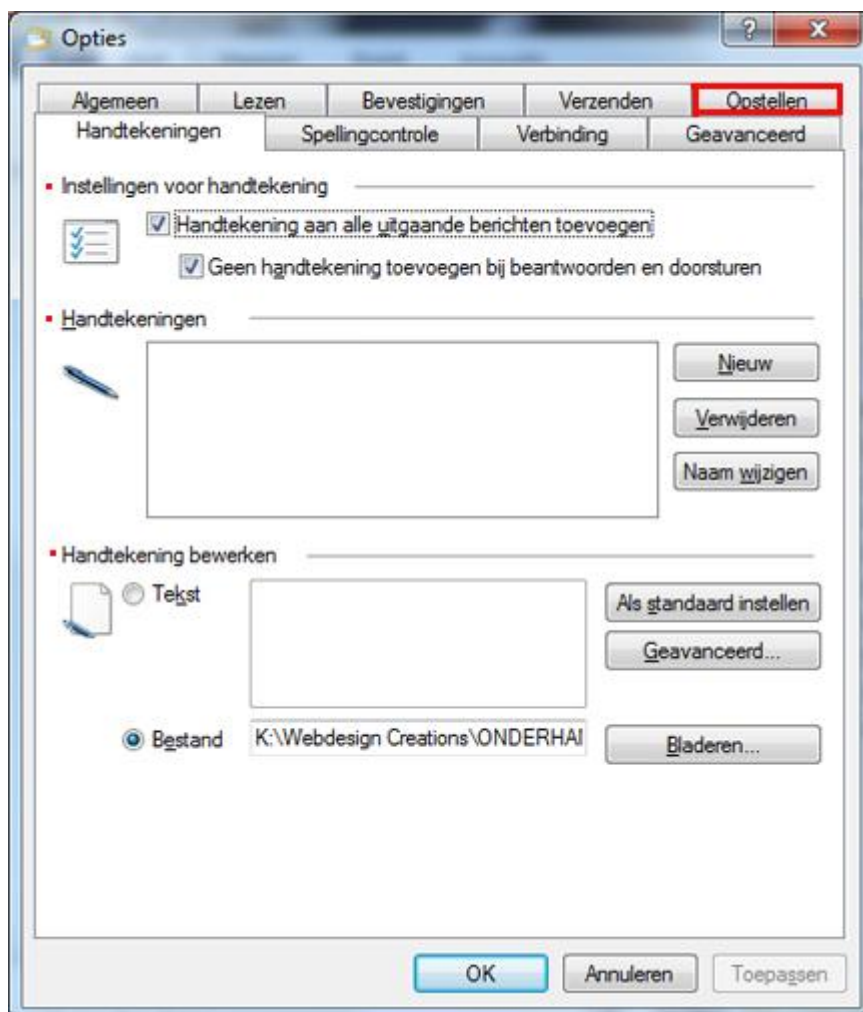 Opties
Algemeen Lezen Bevestigingen Verzenden Opstellen
Handtekeningen Spellingcontrole Verbinding Geavanceerd
Instellingen voor handtekening
Handtekening aan alle uitgaande berichten toevoegen
Geen handtekening toevoegen bij beantwoorden en doorsturen
Handtekeningen
Nieuw
Verwijderen
Naam wijzigen
Handtekening bewerken
Tekst
Als standaard instellen
Geavanceerd...
Bestand K:\Webdesign Creations\ONDERHAI Bladeren...
OK Annuleren Toepassen